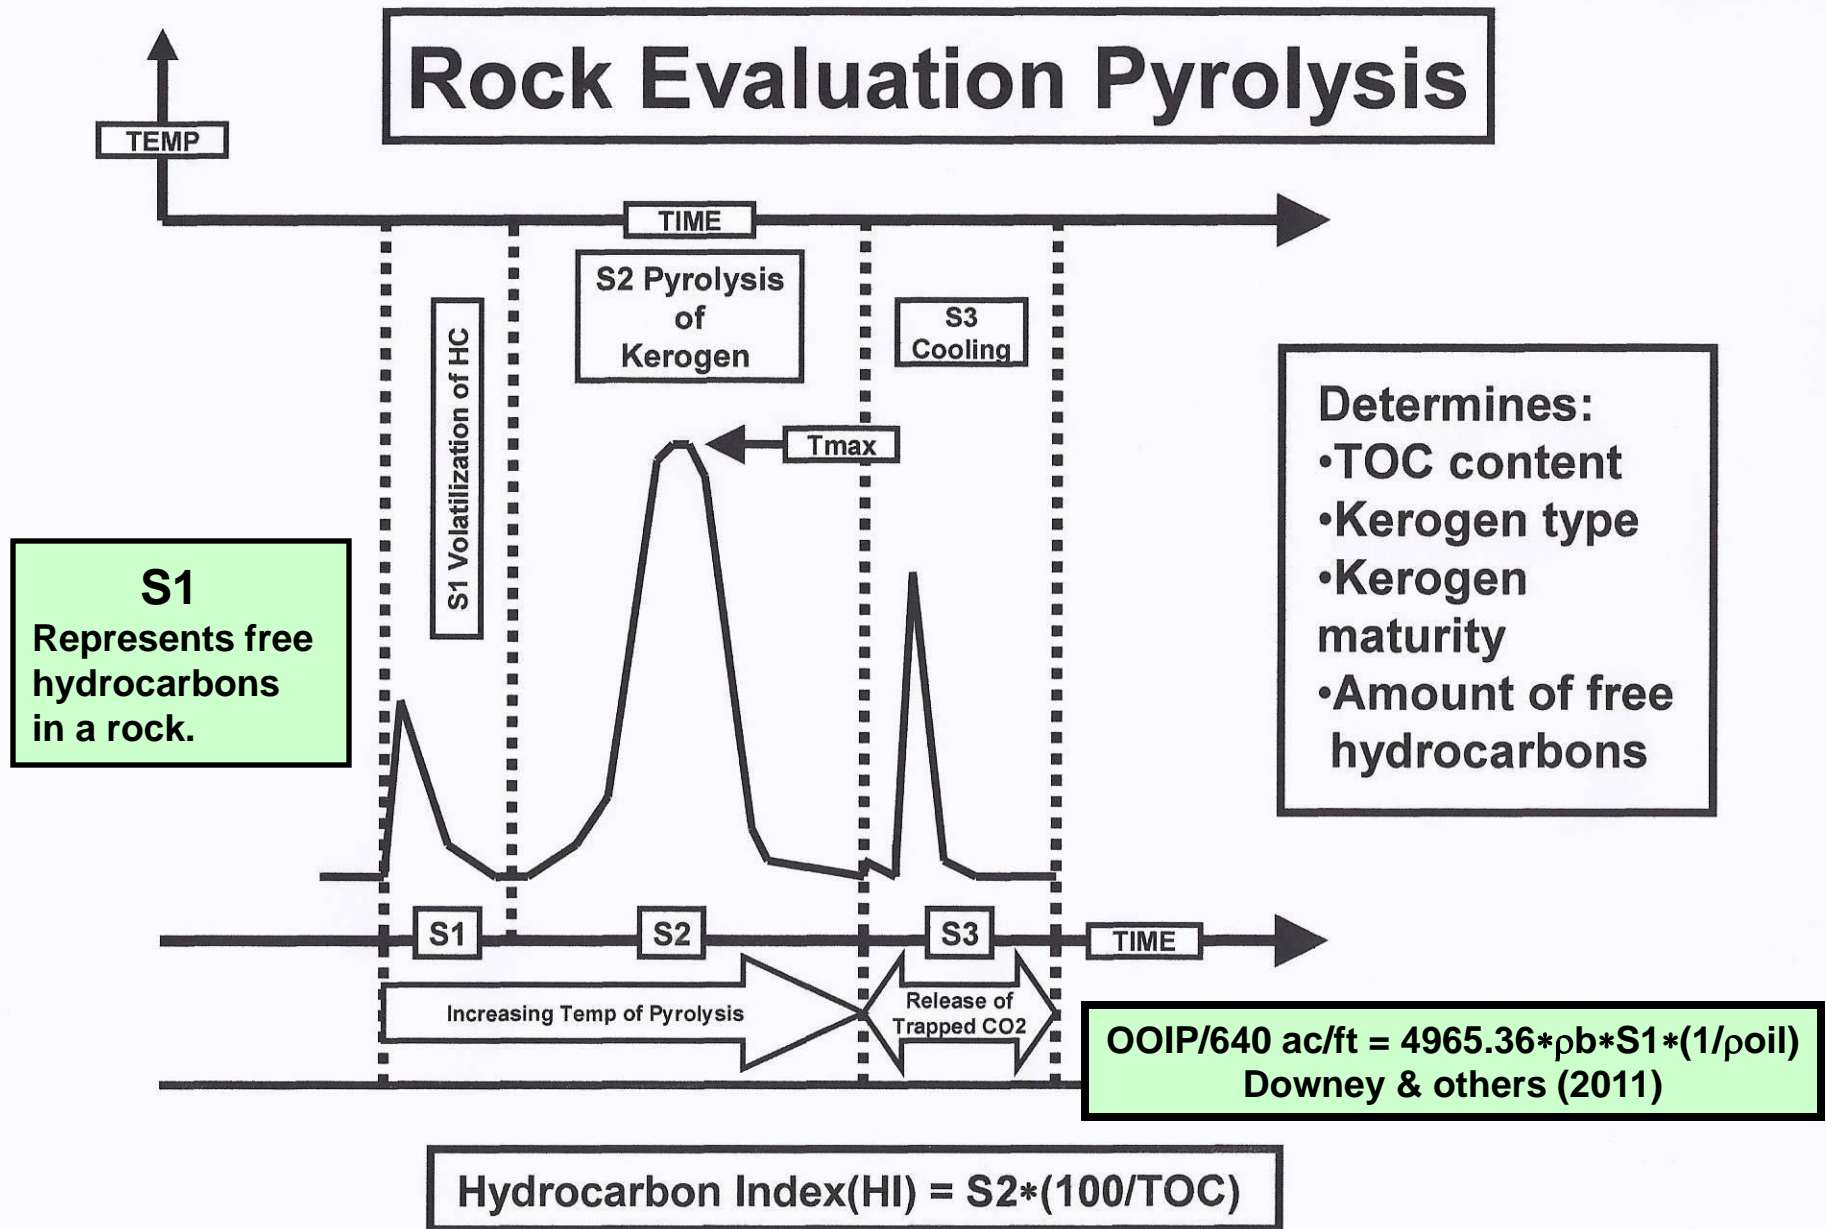 Rock Evaluation Pyrolysis
TEMP
TIME
S1 Volatilization of HC
S2 Pyrolysis
of
Kerogen
S3
Cooling
Tmax
Determines:
•TOC content
•Kerogen type
•Kerogen
maturity
•Amount of free
hydrocarbons
S1
Represents free
hydrocarbons
in a rock.
S1
S2
S3
TIME
Increasing Temp of Pyrolysis
Release of
Trapped CO2
OOIP/640 ac/ft = 4965.36*ρb*S1*(1/ρoil)
Downey & others (2011)
Hydrocarbon Index(HI) = S2*(100/TOC)